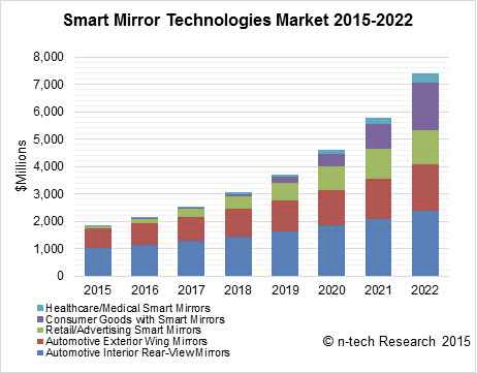 Smart Mirror Technologies Market 2015-2022
$Millions
8,000
7,000
6,000
5,000
4,000
3,000
2,000
1,000
0
2015 2016 2017 2018 2019 2020 2021 2022
Healthcare/Medical Smart Mirrors
Consumer Goods with Smart Mirrors
Retail/Advertising Smart Mirrors
Automotive Exterior Wing Mirrors
Automotive Interior Rear-View Mirrors
© n-tech Research 2015